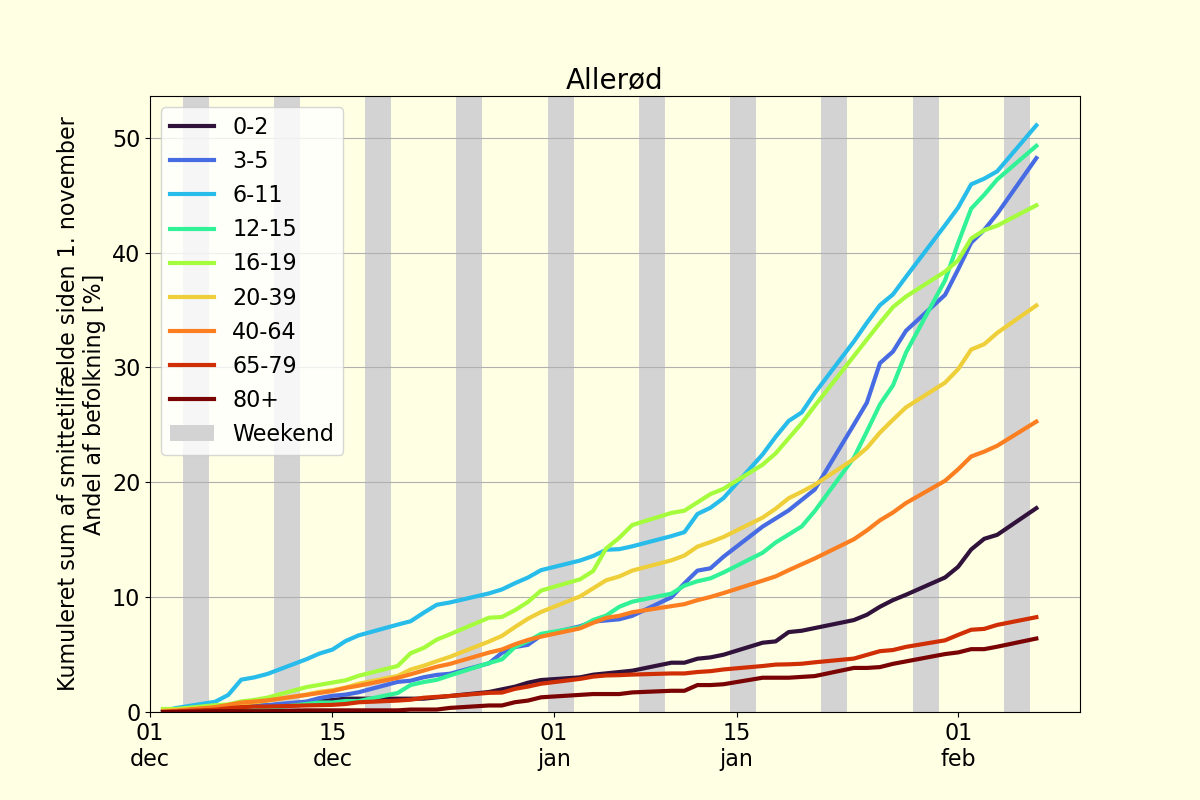 Allerød
Kumuleret sum af smittetilfælde siden 1. november
Andel af befolkning [%]
50
40
30
20
10
0
0-2
3-5
6-11
12-15
16-19
20-39
40-64
65-79
80+
Weekend
01 15 01 15 01
dec dec jan jan feb